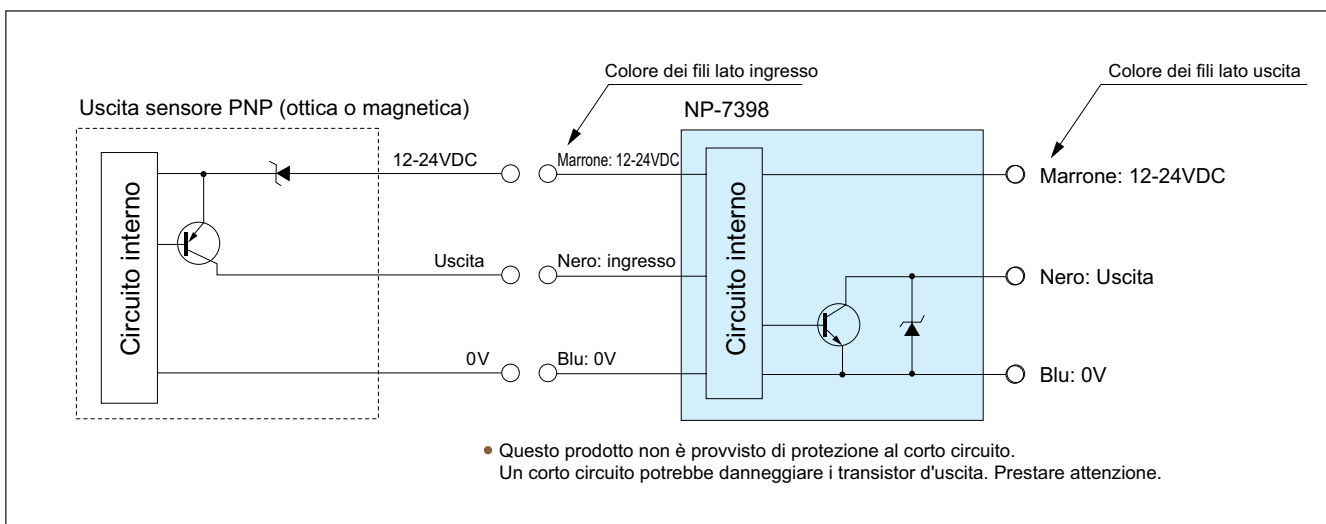 Colore dei fili lato ingresso
Colore dei fili lato uscita
Uscita sensore PNP (ottica o magnetica)
NP-7398
12-24VDC
Marrone: 12-24VDC
Marrone: 12-24VDC
Circuito interno
Circuito interno
Uscita
Nero: ingresso
Nero: Uscita
0V
Blu: 0V
Blu: 0V
• Questo prodotto non è provvisto di protezione al corto circuito.
Un corto circuito potrebbe danneggiare i transistor d'uscita. Prestare attenzione.